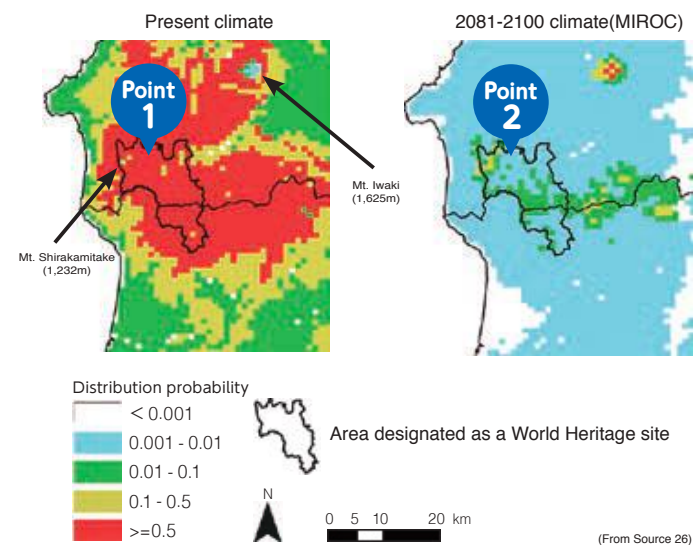 Present climate
2081-2100 climate(MIROC)
Point
1
Point
2
Mt. Iwaki
(1,625m)
Mt. Shirakamitake
(1,232m)
Distribution probability
< 0.001
0.001 - 0.01
0.01 - 0.1
0.1 - 0.5
>=0.5
Area designated as a World Heritage site
N
0 5 10 20 km
(From Source 26)